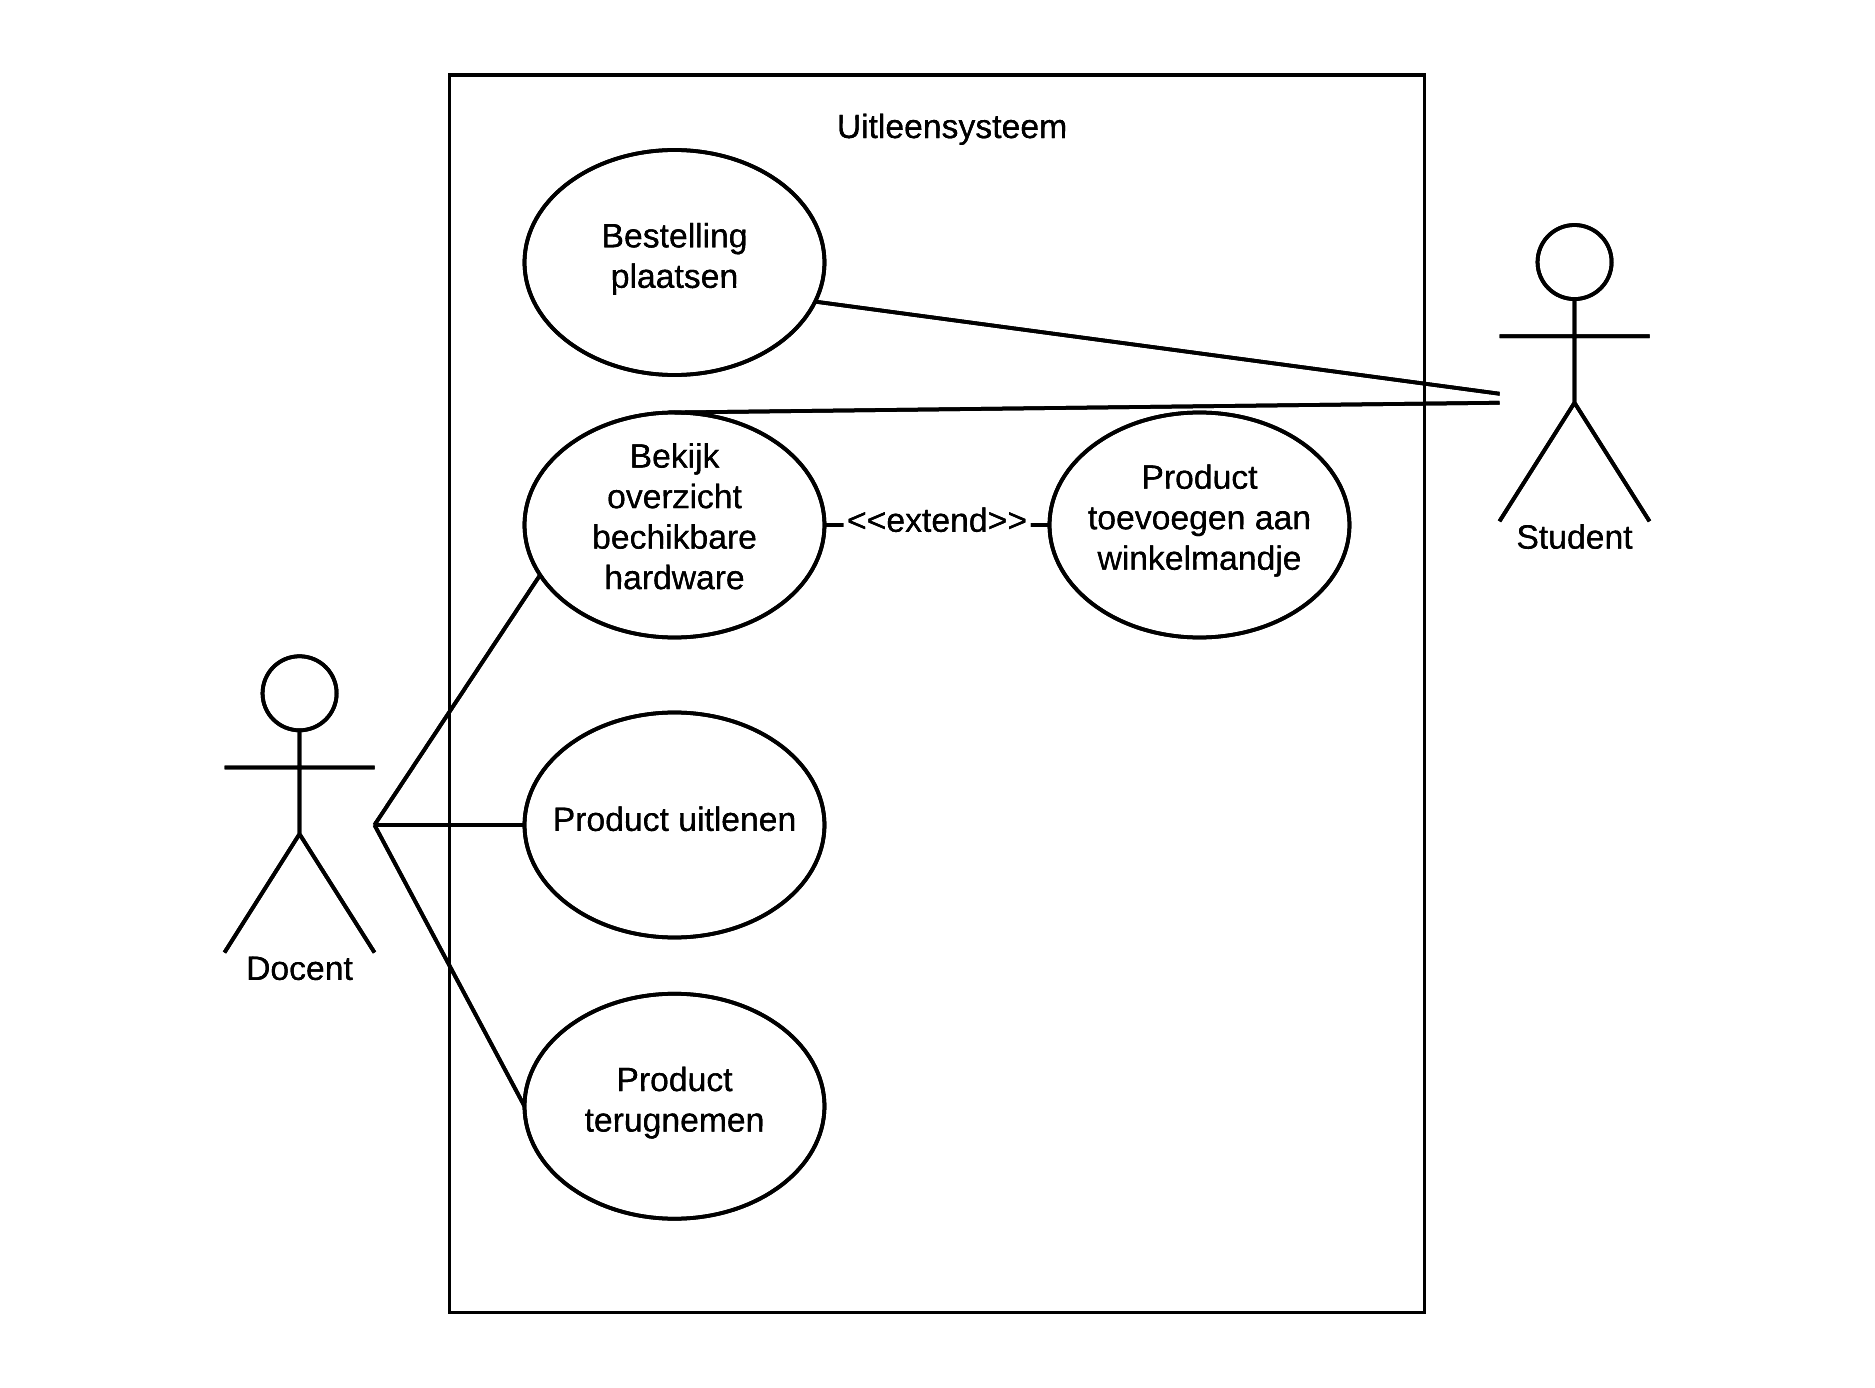 Uitleensysteem
Bestelling
plaatsen
Bekijk
overzicht
bechikbare
hardware
<<extend>>
Product
toevoegen aan
winkelmandje
Student
Product uitlenen
Docent
Product
terugnemen